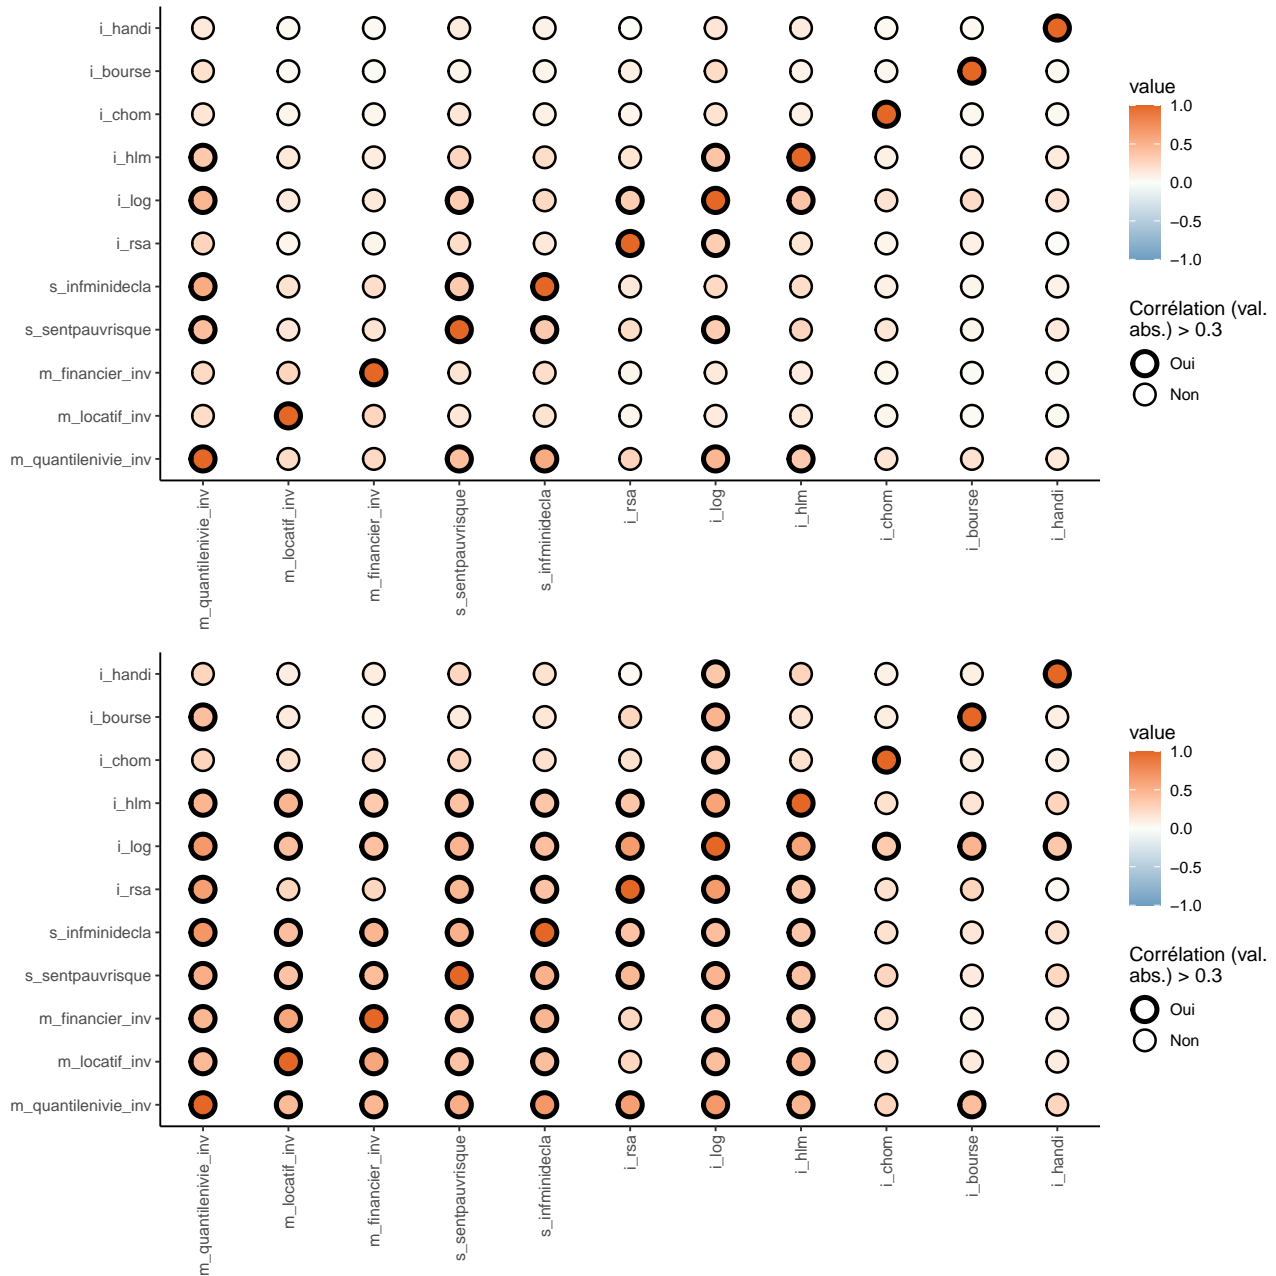 i_handi
i_bourse
i_chom
i_hlm
i_log
i_rsa
s_infminidecla
s_sentpauvrisque
m_financier_inv
m_locatif_inv
m_quantilenivie_inv
m_quantilenivie_inv
m_locatif_inv
m_financier_inv
s_sentpauvrisque
s_infminidecla
i_rsa
i_log
i_hlm
i_chom
i_bourse
i_handi
value
1.0
0.5
0.0
−0.5
−1.0
Corrélation (val.
abs.) > 0.3
Oui
Non
i_handi
i_bourse
i_chom
i_hlm
i_log
i_rsa
s_infminidecla
s_sentpauvrisque
m_financier_inv
m_locatif_inv
m_quantilenivie_inv
m_quantilenivie_inv
m_locatif_inv
m_financier_inv
s_sentpauvrisque
s_infminidecla
i_rsa
i_log
i_hlm
i_chom
i_bourse
i_handi
value
1.0
0.5
0.0
−0.5
−1.0
Corrélation (val.
abs.) > 0.3
Oui
Non